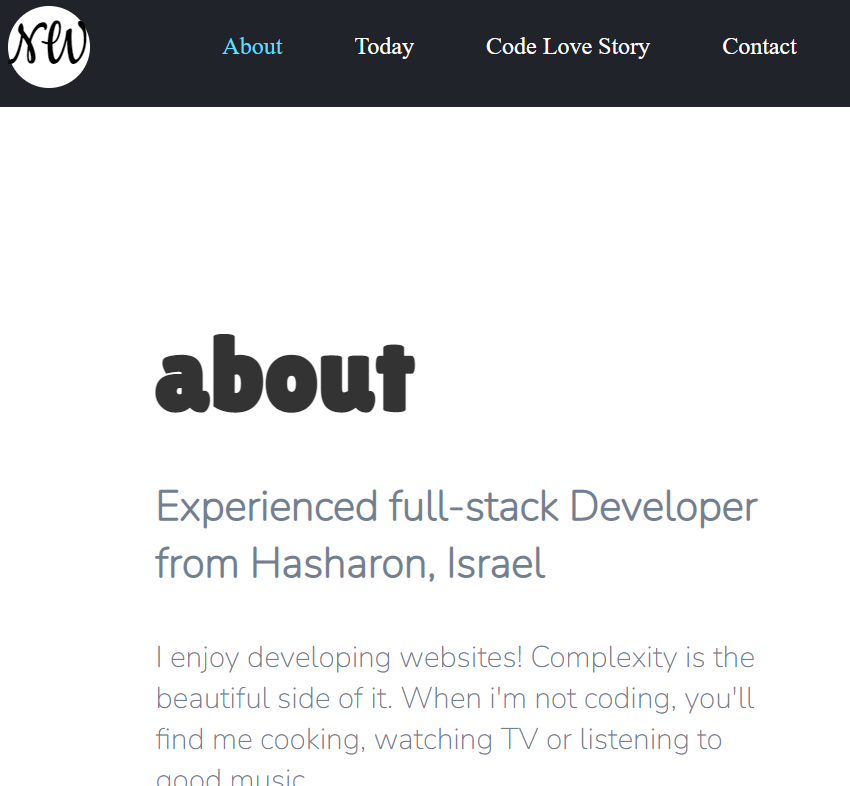 NW
About
Today
Code Love Story
Contact
about
Experienced full-stack Developer
from Hasharon, Israel
I enjoy developing websites! Complexity is the
beautiful side of it. When i'm not coding, you'll
find me cooking, watching TV or listening to
good music